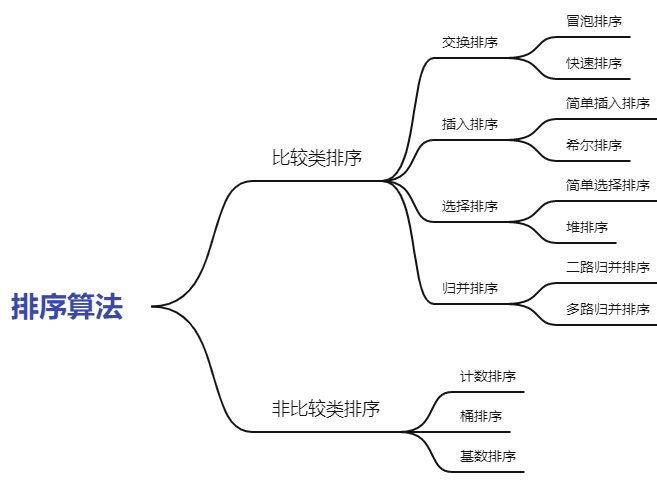 排序算法
比较类排序
交换排序
冒泡排序
快速排序
插入排序
简单插入排序
希尔排序
选择排序
简单选择排序
堆排序
归并排序
二路归并排序
多路归并排序
非比较类排序
计数排序
桶排序
基数排序